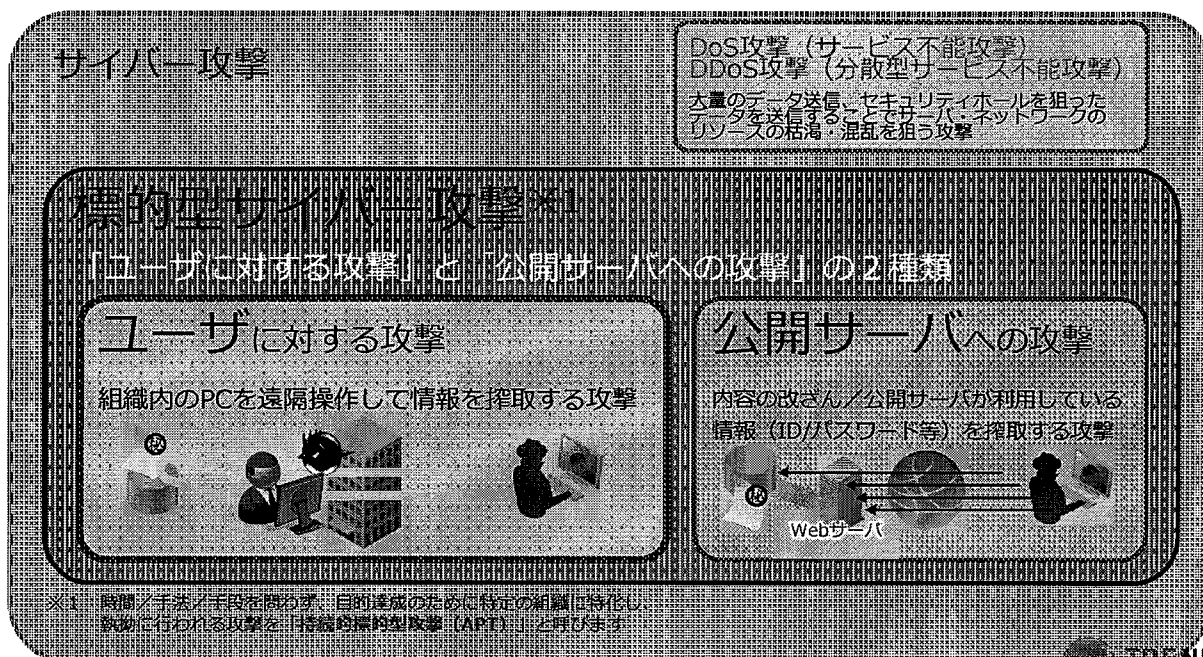 サイバー攻撃
DoS攻撃（サービス不能攻撃）
DDoS攻撃（分散型サービス不能攻撃）
大量のデータ送信、セキュリティホールを狙った
データを送信することでサーバ・ネットワークの
リソースの枯渇・混乱を狙う攻撃
標的型サイバー攻撃※1
「ユーザに対する攻撃」と「公開サーバへの攻撃」の2種類
ユーザに対する攻撃
組織内のPCを遠隔操作して情報を搾取する攻撃
秘
公開サーバへの攻撃
内容の改ざん／公開サーバが利用している
情報（ID/パスワード等）を搾取する攻撃
秘
Webサーバ
※1 時間／手法／手段を問わず、目的達成のために特定の組織に特化し、
執拗に行われる攻撃を「持続的標的型攻撃（APT）」と呼びます